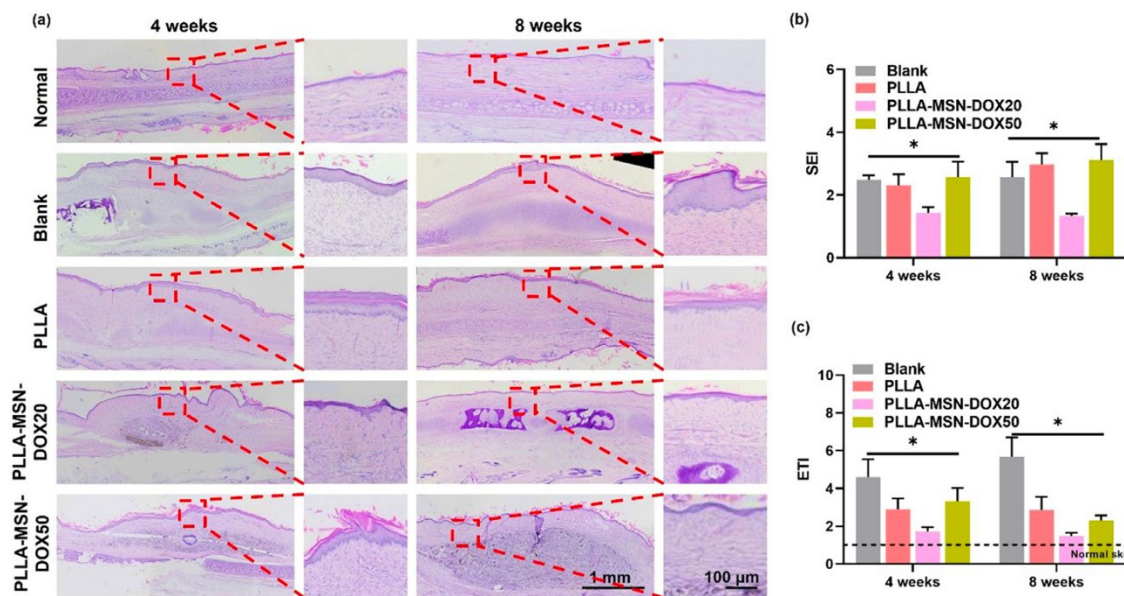 (a)
4 weeks
8 weeks
Normal
Blank
PLLA
PLLA-MSN-
DOX20
PLLA-MSN-
DOX50
1 mm
100 μm
(b)
Blank
PLLA
PLLA-MSN-DOX20
PLLA-MSN-DOX50
SEI
6
4
2
0
*
*
4 weeks
8 weeks
(c)
Blank
PLLA
PLLA-MSN-DOX20
PLLA-MSN-DOX50
ETI
10
8
6
4
2
0
*
*
Normal ski
4 weeks
8 weeks